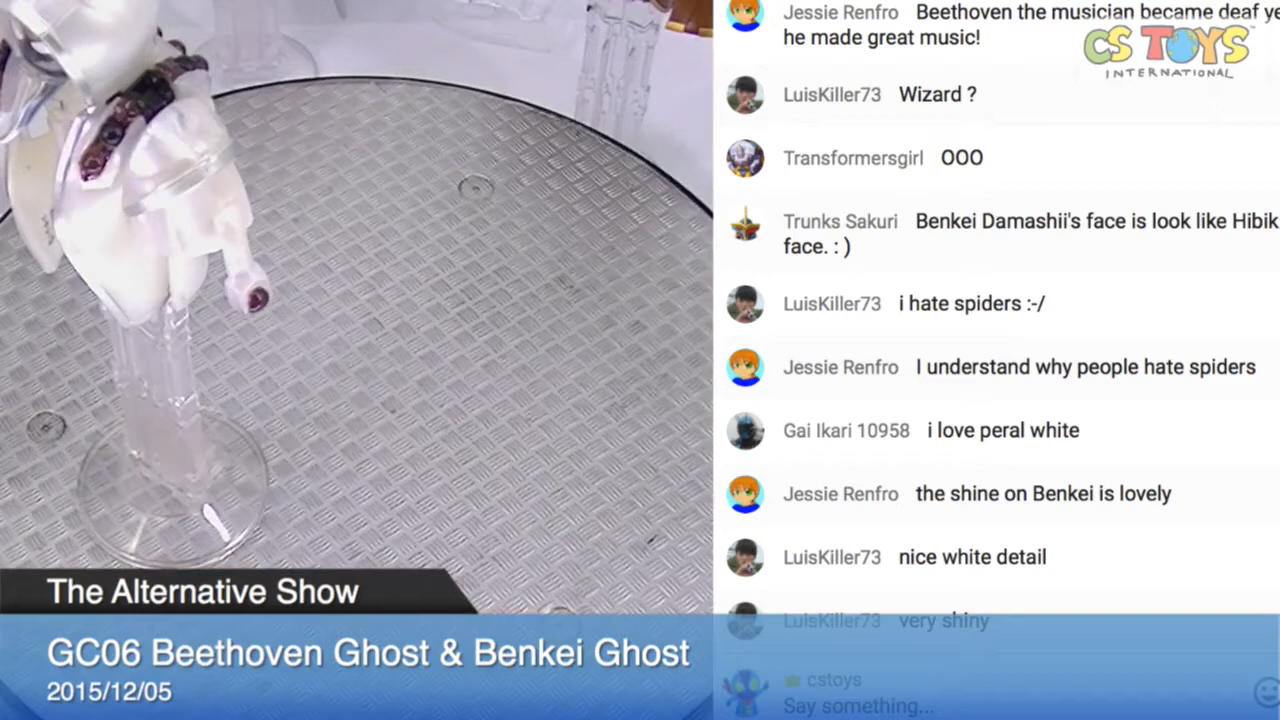 Jessie Renfro Beethoven the musician became deaf ye
he made great music!
CS TOYS
INTERNATIONAL
LuisKiller73 Wizard ?
Transformersgirl OOO
Trunks Sakuri Benkei Damashii's face is look like Hibik
face. : )
LuisKiller73 i hate spiders :-/
Jessie Renfro I understand why people hate spiders
Gai Ikari 10958 i love peral white
Jessie Renfro the shine on Benkei is lovely
LuisKiller73 nice white detail
LuisKiller73 very shiny
cstoys
Say something...
The Alternative Show
GC06 Beethoven Ghost & Benkei Ghost
2015/12/05